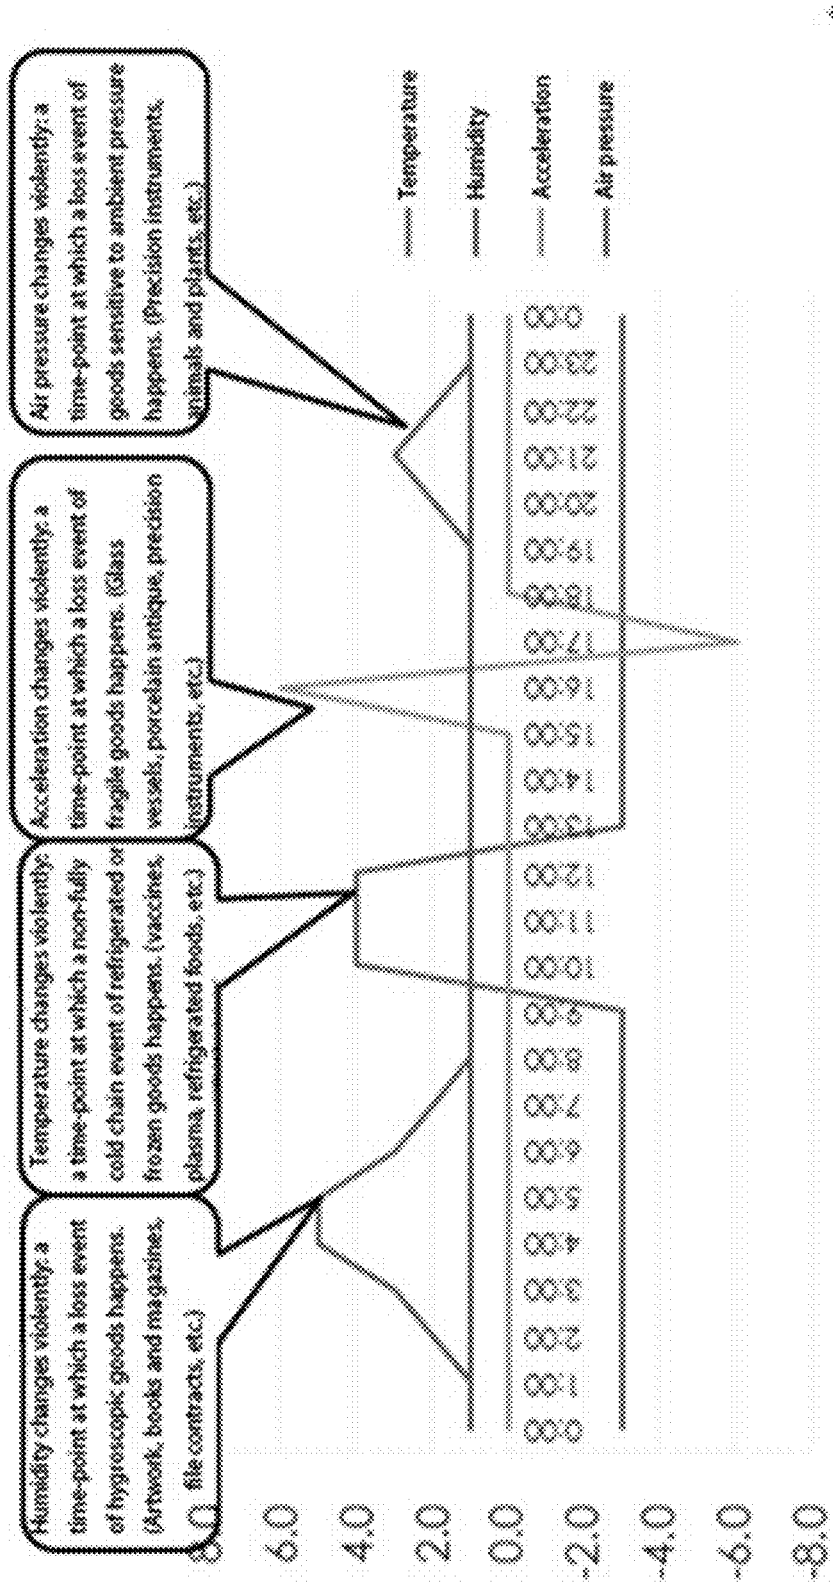 Humidity changes violently: a
time-point at which a loss event
of hygroscopic goods happens.
(Artwork, books and magazines,
file contracts, etc.)
Temperature changes violently:
a time-point at which a non-fully
cold chain event of refrigerated or
frozen goods happens. (vaccines,
plasma, refrigerated foods, etc.)
Acceleration changes violently: a
time-point at which a loss event of
fragile goods happens. (Glass
vessels, porcelain antique, precision
instruments, etc.)
Air pressure changes violently: a
time-point at which a loss event of
goods sensitive to ambient pressure
happens. (Precision instruments,
animals and plants, etc.)
8.0
6.0
4.0
2.0
0.0
-2.0
-4.0
-6.0
-8.0
0:00 1:00 2:00 3:00 4:00 5:00 6:00 7:00 8:00 9:00 10:00 11:00 12:00 13:00 14:00 15:00 16:00 17:00 18:00 19:00 20:00 21:00 22:00 23:00 0:00
Temperature
Humidity
Acceleration
Air pressure